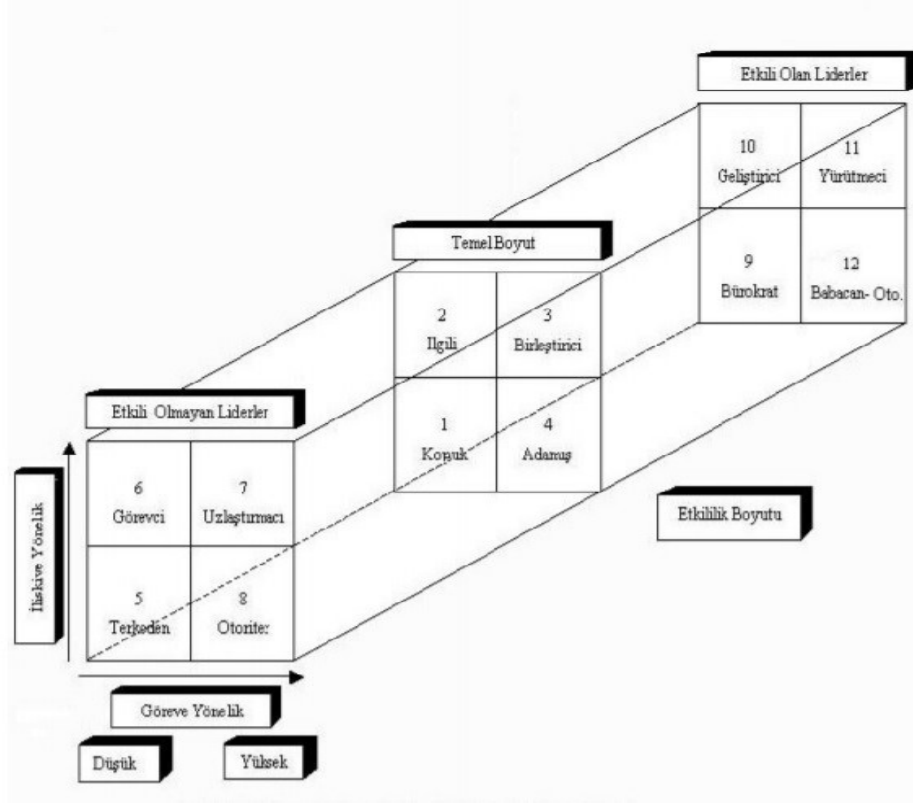 Etkili Olan Liderler
10
Geliştirici
11
Yürütmeci
9
Bürokrat
12
Babacan- Oto.
Temel Boyut
2
Ilgili
3
Birleştirici
1
Kopuk
4
Adamış
Etkili Olmayan Liderler
6
Görevci
7
Uzlaştırmacı
5
Terkeden
8
Otoriter
İlişkiye Yönelik
Etkililik Boyutu
Göreve Yönelik
Düşük
Yüksek